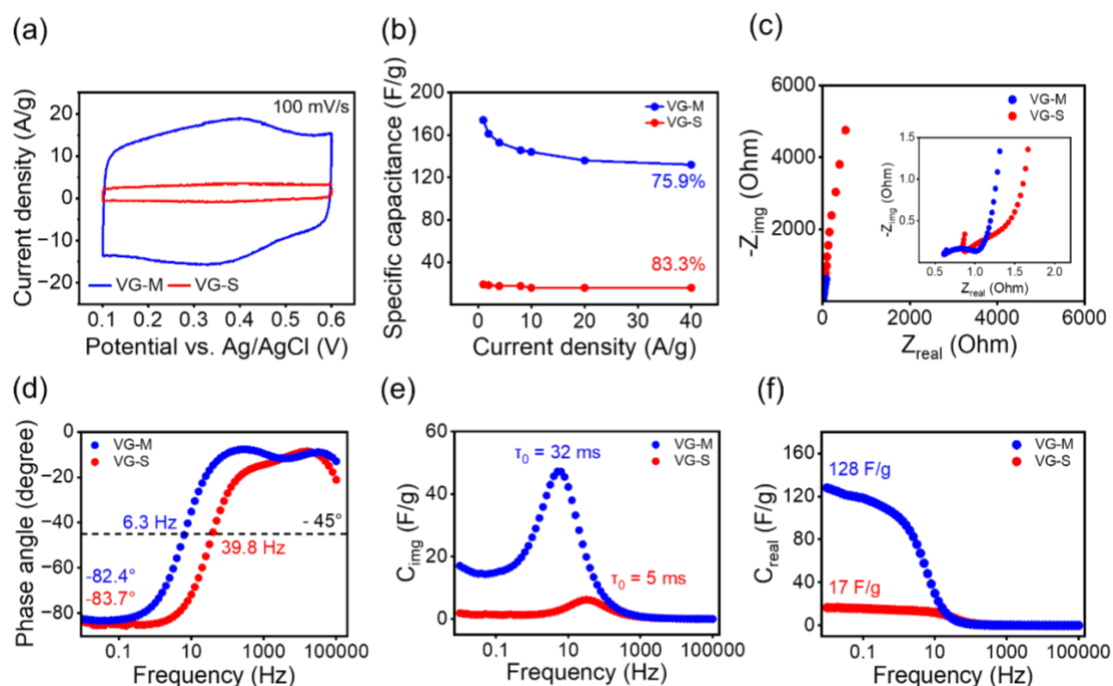 (a)
Current density (A/g)
20
10
0
−10
−20
100 mV/s
VG-M VG-S
0.1 0.2 0.3 0.4 0.5 0.6
Potential vs. Ag/AgCl (V)
(b)
Specific capacitance (F/g)
200
160
120
80
40
VG-M
VG-S
75.9%
83.3%
0 10 20 30 40
Current density (A/g)
(c)
-Zimg (Ohm)
6000
4000
2000
0
VG-M
VG-S
-Zimg (Ohm)
1.5
1.0
0.5
0.5 1.0 1.5 2.0
Zreal (Ohm)
0 2000 4000 6000
Zreal (Ohm)
(d)
Phase angle (degree)
0
−20
−40
−60
−80
VG-M
VG-S
6.3 Hz
- 45°
39.8 Hz
-82.4°
-83.7°
0.1 10 1000 100000
Frequency (Hz)
(e)
Cimg (F/g)
60
40
20
0
VG-M
VG-S
τ0 = 32 ms
τ0 = 5 ms
0.1 10 1000 100000
Frequency (Hz)
(f)
Creal (F/g)
160
120
80
40
0
VG-M
VG-S
128 F/g
17 F/g
0.1 10 1000 100000
Frequency (Hz)